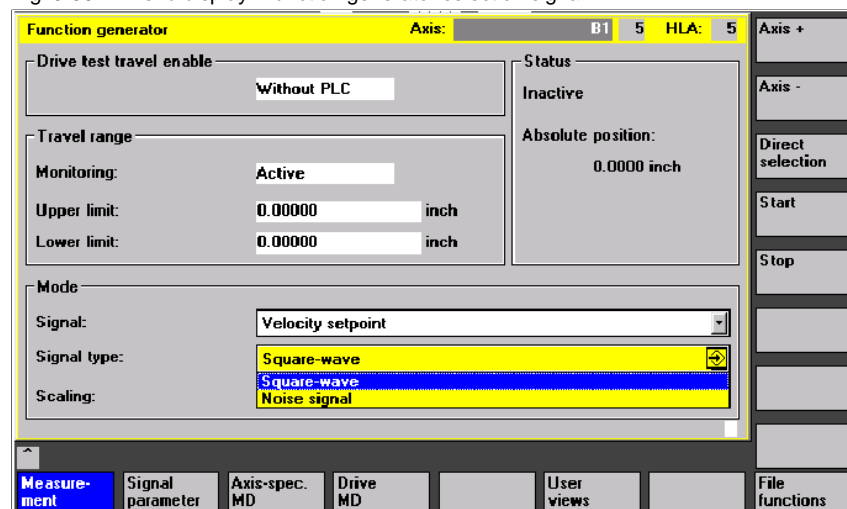 Function generator Axis: B1 5 HLA: 5
Axis +
Drive test travel enable
Without PLC
Status
Inactive
Absolute position:
0.0000 inch
Axis -
Travel range
Monitoring: Active
Upper limit: 0.00000 inch
Lower limit: 0.00000 inch
Direct
selection
Start
Stop
Mode
Signal: Velocity setpoint
Signal type: Square-wave
Square-wave
Noise signal
Scaling:
^
Measure-
ment
Signal
parameter
Axis-spec.
MD
Drive
MD
User
views
File
functions